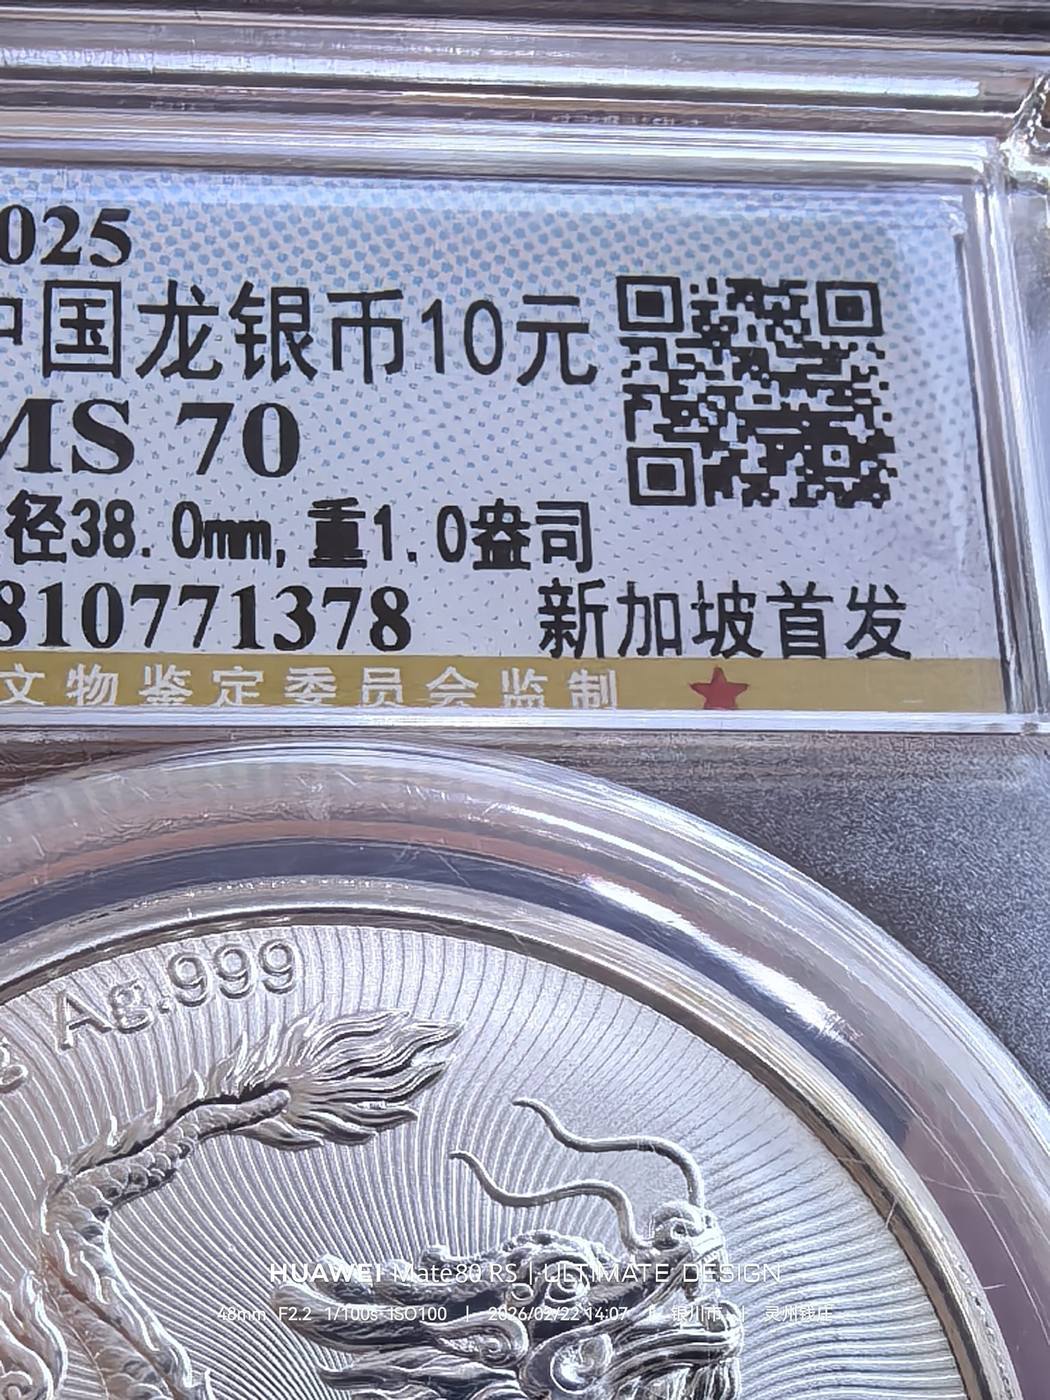 025
中国龙银币10元
MS 70
径38.0mm,重1.0盎司
810771378 新加坡首发
文物鉴定委员会监制
Ag.999
HUAWEI Mate80 RS | ULTIMATE DESIGN
48mm F2.2 1/100s ISO100 | 2026/02/22 14:07 银川市 | 灵州钱庄